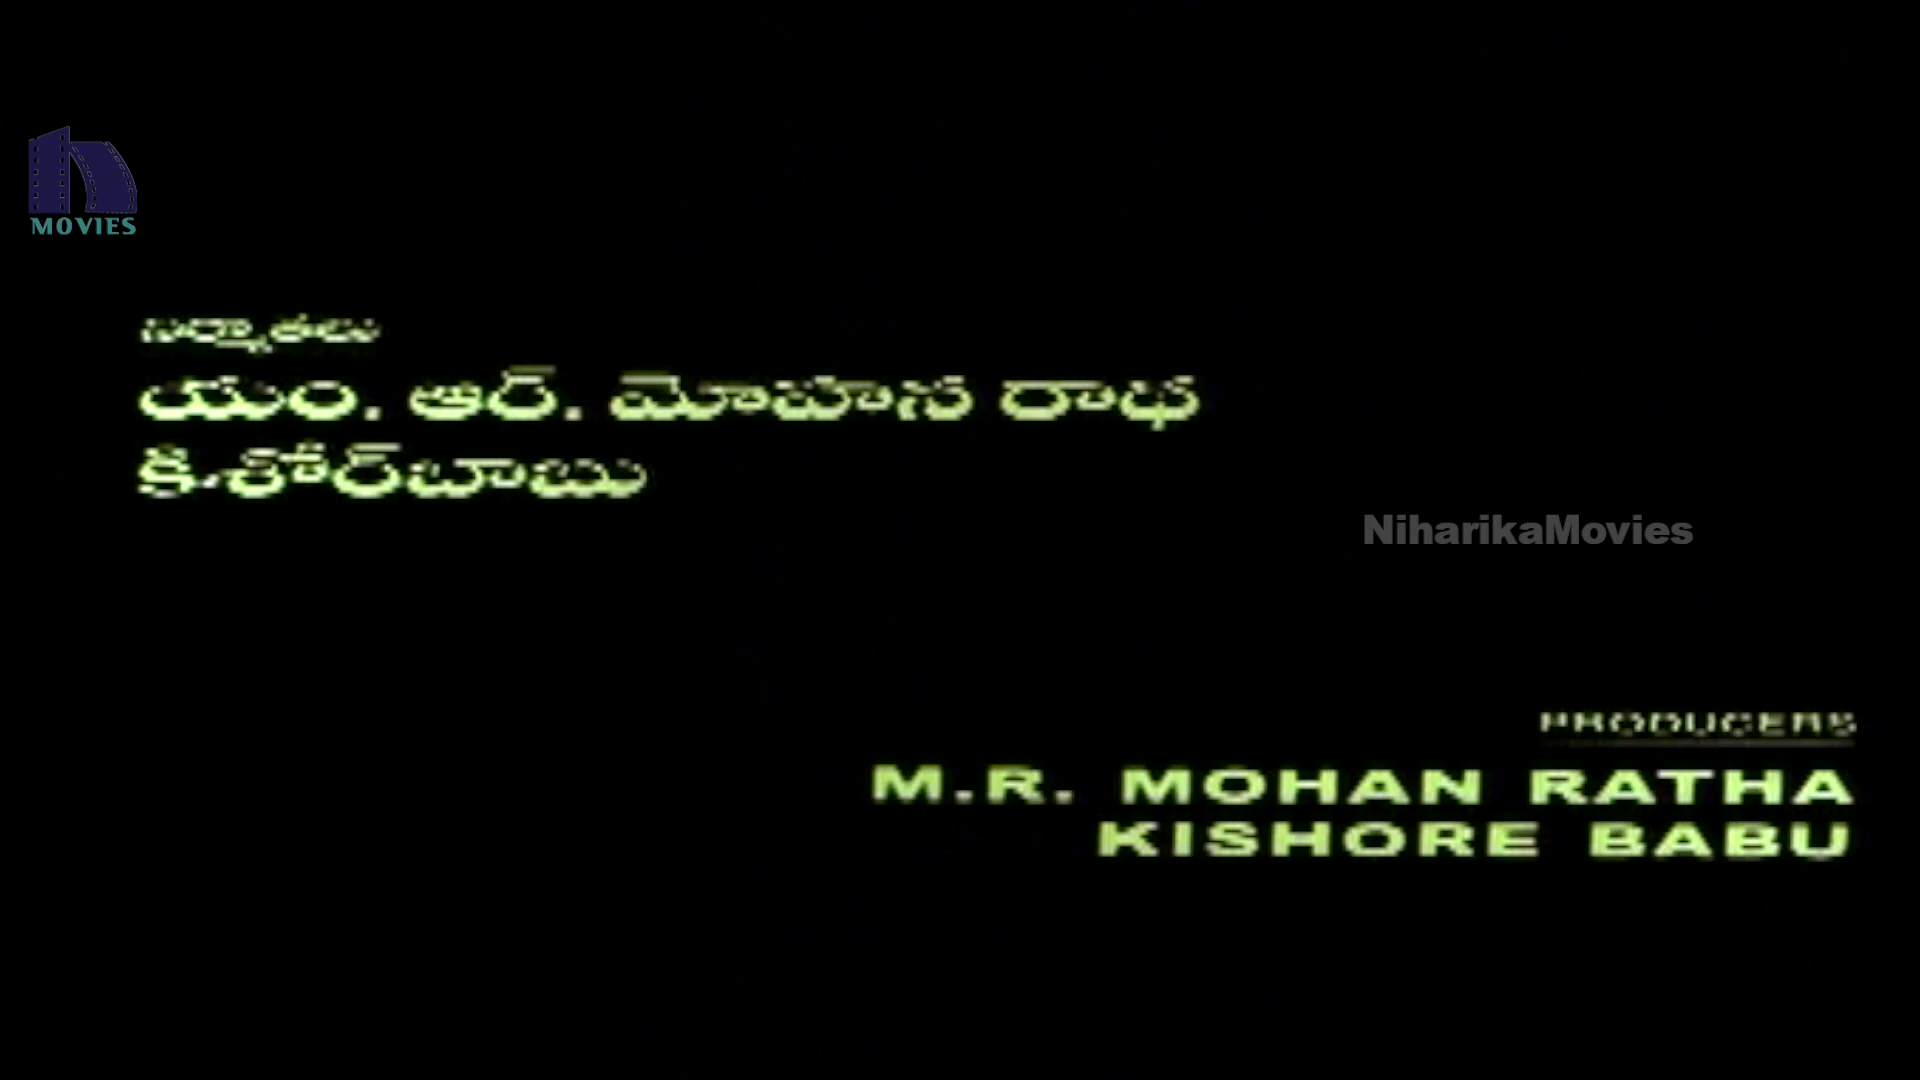 MOVIES
నిర్మాతలు
యం. ఆర్. మోహన రాధ
కిశోర్‌బాబు
NiharikaMovies
PRODUCERS
M.R. MOHAN RATHA
KISHORE BABU